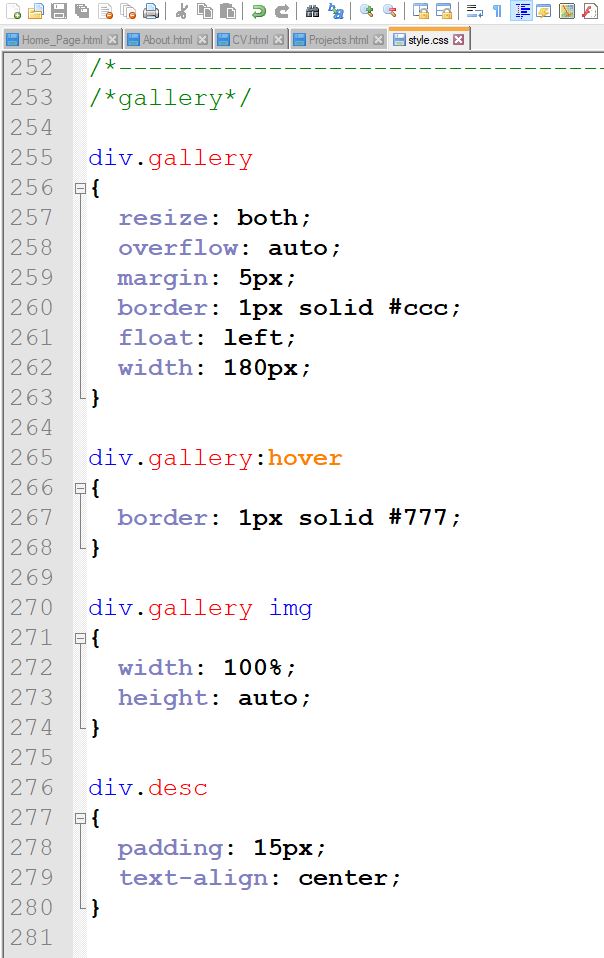 Home_Page.html About.html CV.html Projects.html style.css
252 /*---------------------------------
253 /*gallery*/
254
255 div.gallery
256 {
257 resize: both;
258 overflow: auto;
259 margin: 5px;
260 border: 1px solid #ccc;
261 float: left;
262 width: 180px;
263 }
264
265 div.gallery:hover
266 {
267 border: 1px solid #777;
268 }
269
270 div.gallery img
271 {
272 width: 100%;
273 height: auto;
274 }
275
276 div.desc
277 {
278 padding: 15px;
279 text-align: center;
280 }
281